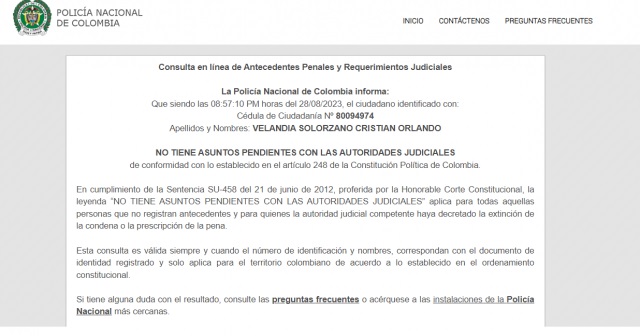 POLICÍA NACIONAL
DE COLOMBIA
INICIO CONTÁCTENOS PREGUNTAS FRECUENTES
Consulta en línea de Antecedentes Penales y Requerimientos Judiciales
La Policía Nacional de Colombia informa:
Que siendo las 08:57:10 PM horas del 28/08/2023, el ciudadano identificado con:
Cédula de Ciudadanía Nº 80094974
Apellidos y Nombres: VELANDIA SOLORZANO CRISTIAN ORLANDO
NO TIENE ASUNTOS PENDIENTES CON LAS AUTORIDADES JUDICIALES
de conformidad con lo establecido en el artículo 248 de la Constitución Política de Colombia.
En cumplimiento de la Sentencia SU-458 del 21 de junio de 2012, proferida por la Honorable Corte Constitucional, la
leyenda “NO TIENE ASUNTOS PENDIENTES CON LAS AUTORIDADES JUDICIALES” aplica para todas aquellas
personas que no registran antecedentes y para quienes la autoridad judicial competente haya decretado la extinción de
la condena o la prescripción de la pena.
Esta consulta es válida siempre y cuando el número de identificación y nombres, correspondan con el documento de
identidad registrado y solo aplica para el territorio colombiano de acuerdo a lo establecido en el ordenamiento
constitucional.
Si tiene alguna duda con el resultado, consulte las preguntas frecuentes o acérquese a las instalaciones de la Policía
Nacional más cercanas.